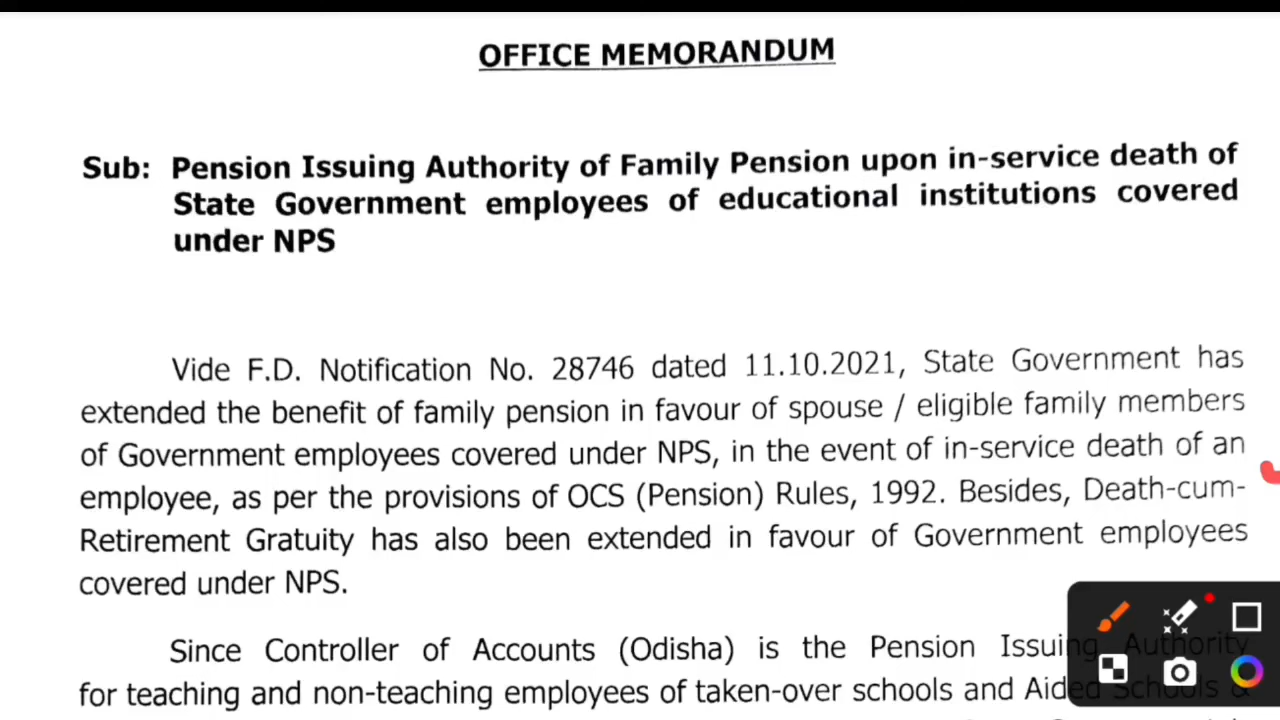 OFFICE MEMORANDUM
Sub: Pension Issuing Authority of Family Pension upon in-service death of
State Government employees of educational institutions covered
under NPS
Vide F.D. Notification No. 28746 dated 11.10.2021, State Government has
extended the benefit of family pension in favour of spouse / eligible family members
of Government employees covered under NPS, in the event of in-service death of an
employee, as per the provisions of OCS (Pension) Rules, 1992. Besides, Death-cum-
Retirement Gratuity has also been extended in favour of Government employees
covered under NPS.
Since Controller of Accounts (Odisha) is the Pension Issuing Authority
for teaching and non-teaching employees of taken-over schools and Aided Schools &